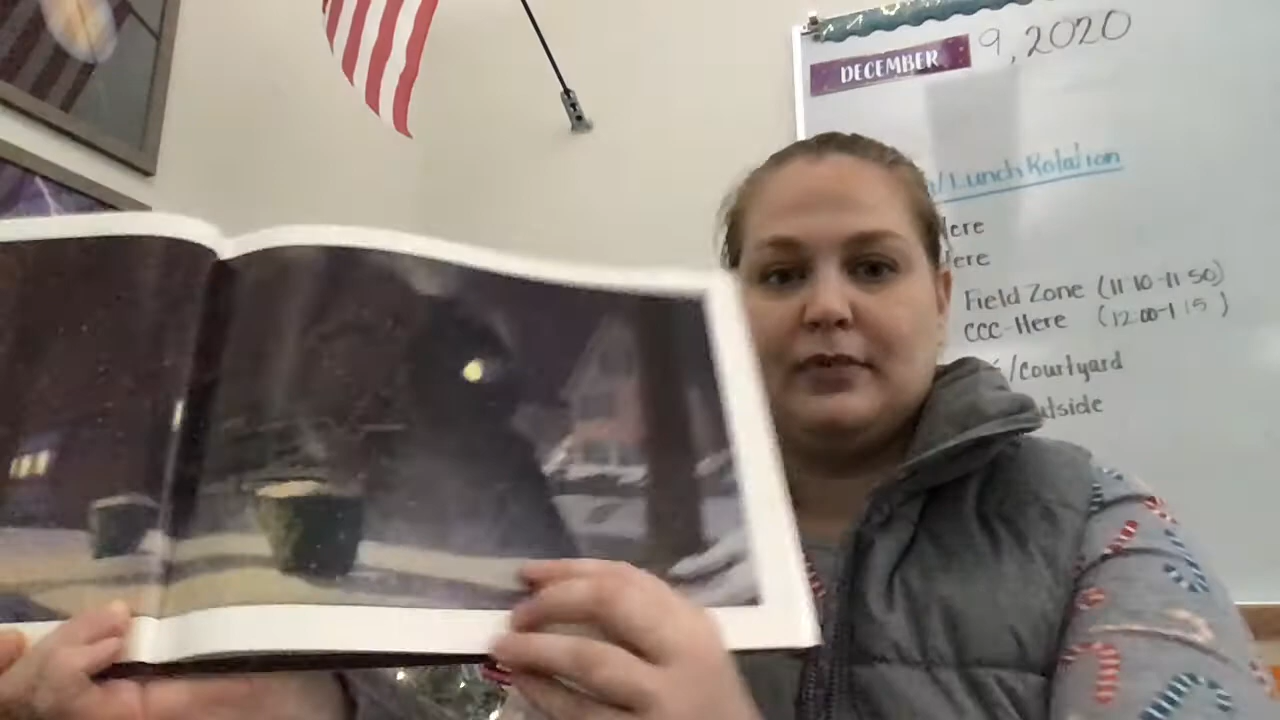 DECEMBER 9, 2020
/Lunch Rotation
Here
Here
Field Zone (11:10-11:50)
CCC-Here (12:00-1:15)
/Courtyard
utside